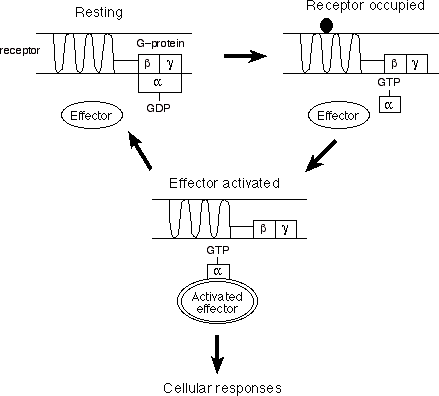 Resting
Receptor occupied
receptor
G-protein
β γ
α
GDP
Effector
β γ
GTP
α
Effector
Effector activated
β γ
GTP
α
Activated
effector
Cellular responses